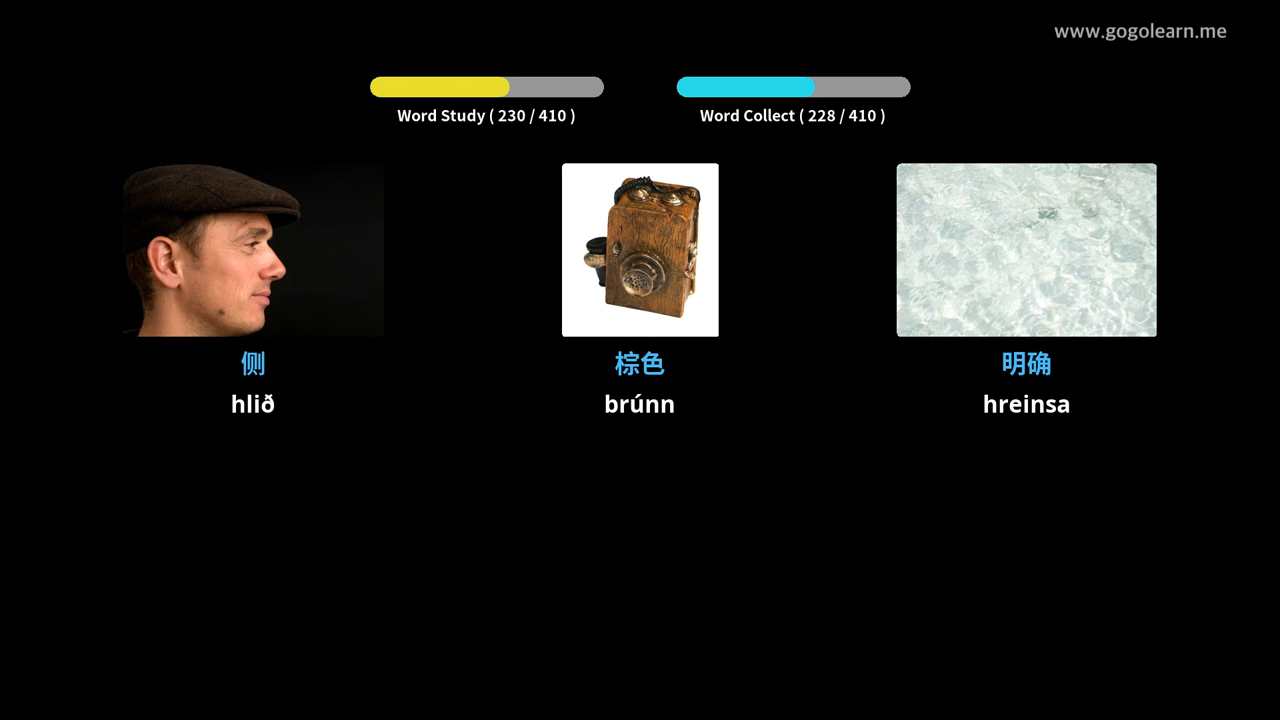 www.gogolearn.me
Word Study ( 230 / 410 )
Word Collect ( 228 / 410 )
侧
棕色
明确
hlið
brúnn
hreinsa